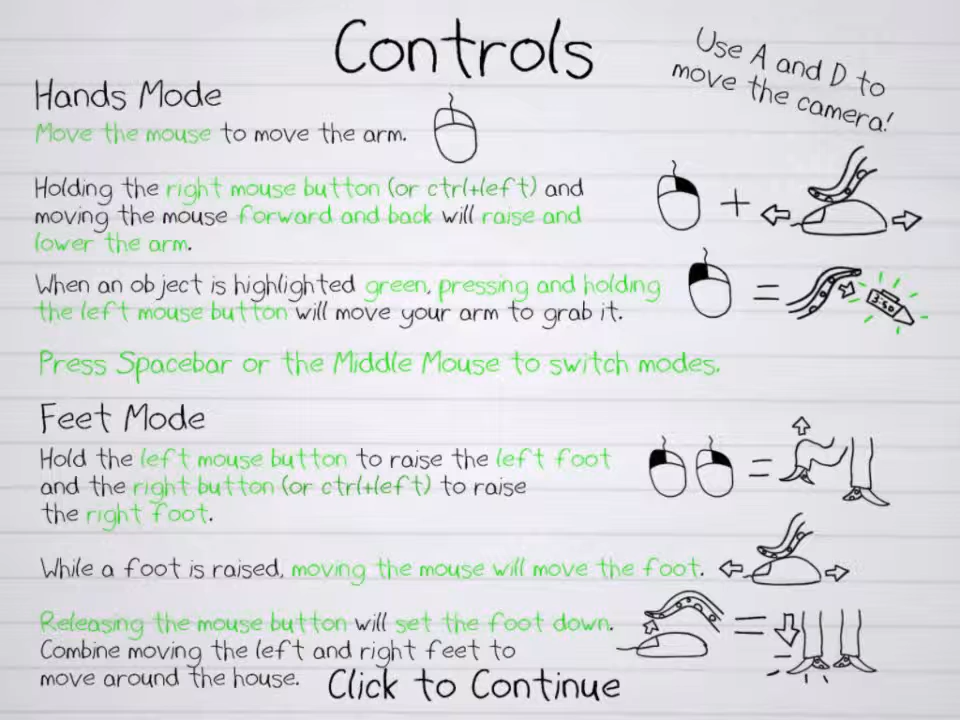 Controls
Use A and D to
move the camera!
Hands Mode
Move the mouse to move the arm.
Holding the right mouse button (or ctrl+left) and
moving the mouse forward and back will raise and
lower the arm.
When an object is highlighted green, pressing and holding
the left mouse button will move your arm to grab it.
3:50
Press Spacebar or the Middle Mouse to switch modes.
Feet Mode
Hold the left mouse button to raise the left foot
and the right button (or ctrl+left) to raise
the right foot.
While a foot is raised, moving the mouse will move the foot.
Releasing the mouse button will set the foot down.
Combine moving the left and right feet to
move around the house.
Click to Continue